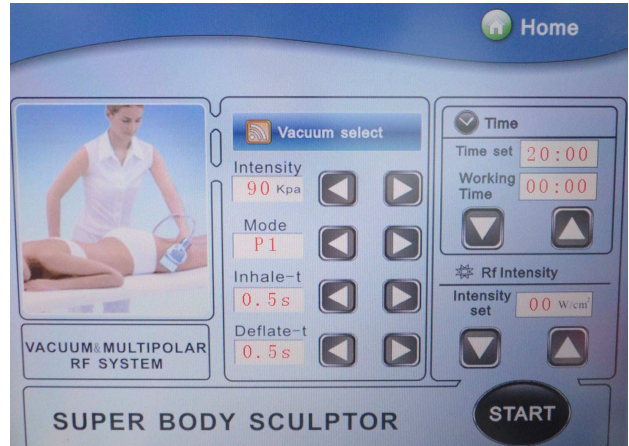 Home
Vacuum select
Intensity
90 Kpa
Mode
P1
Inhale-t
0.5s
Deflate-t
0.5s
Time
Time set 20:00
Working
Time
00:00
Rf Intensity
Intensity
set
00 W/cm²
VACUUM&MULTIPOLAR
RF SYSTEM
SUPER BODY SCULPTOR
START